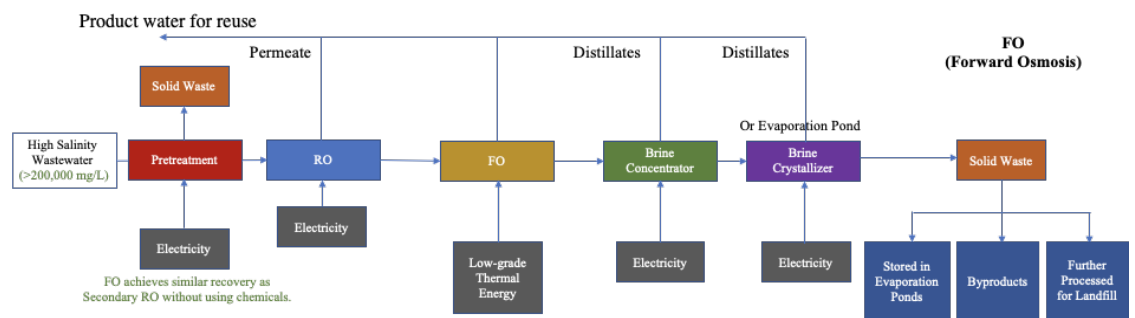 Product water for reuse
Permeate
Distillates
Distillates
FO
(Forward Osmosis)
Solid Waste
Or Evaporation Pond
High Salinity
Wastewater
(>200,000 mg/L)
Pretreatment
RO
FO
Brine
Concentrator
Brine
Crystallizer
Solid Waste
Electricity
Electricity
Low-grade
Thermal
Energy
Electricity
Electricity
Stored in
Evaporation
Ponds
Byproducts
Further
Processed
for Landfill
FO achieves similar recovery as
Secondary RO without using chemicals.